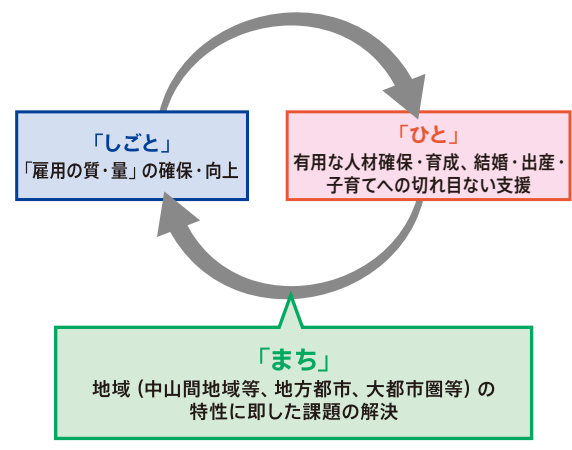 「しごと」
「雇用の質・量」の確保・向上
「ひと」
有用な人材確保・育成、結婚・出産・
子育てへの切れ目ない支援
「まち」
地域（中山間地域等、地方都市、大都市圏等）の
特性に即した課題の解決